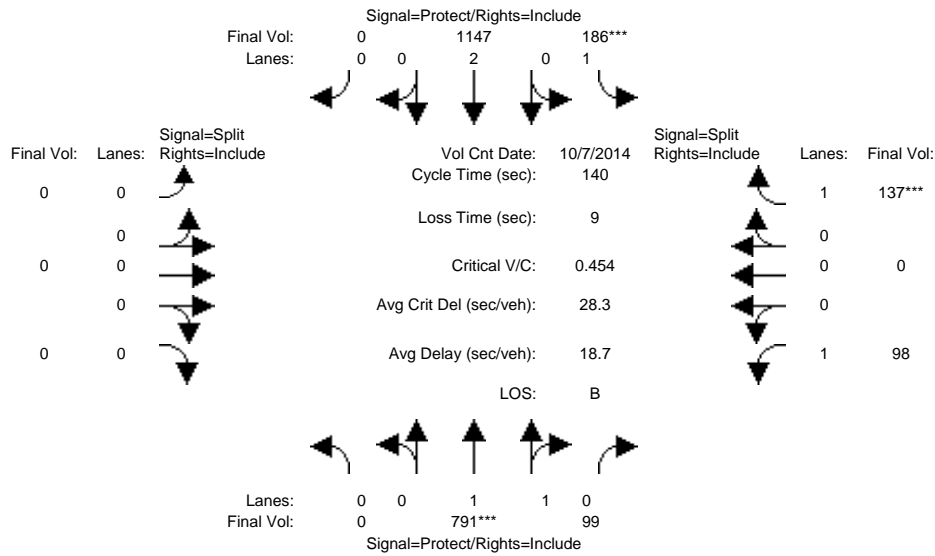 Signal=Protect/Rights=Include
Final Vol: 0 1147 186***
Lanes: 0 0 2 0 1
Signal=Split Signal=Split
Final Vol: Lanes: Rights=Include Vol Cnt Date: 10/7/2014 Rights=Include Lanes: Final Vol:
Cycle Time (sec): 140
0 0 1 137***
Loss Time (sec): 9
0 0
0 0 Critical V/C: 0.454 0 0
0 Avg Crit Del (sec/veh): 28.3 0
0 0 Avg Delay (sec/veh): 18.7 1 98
LOS: B
Lanes: 0 0 1 1 0
Final Vol: 0 791*** 99
Signal=Protect/Rights=Include